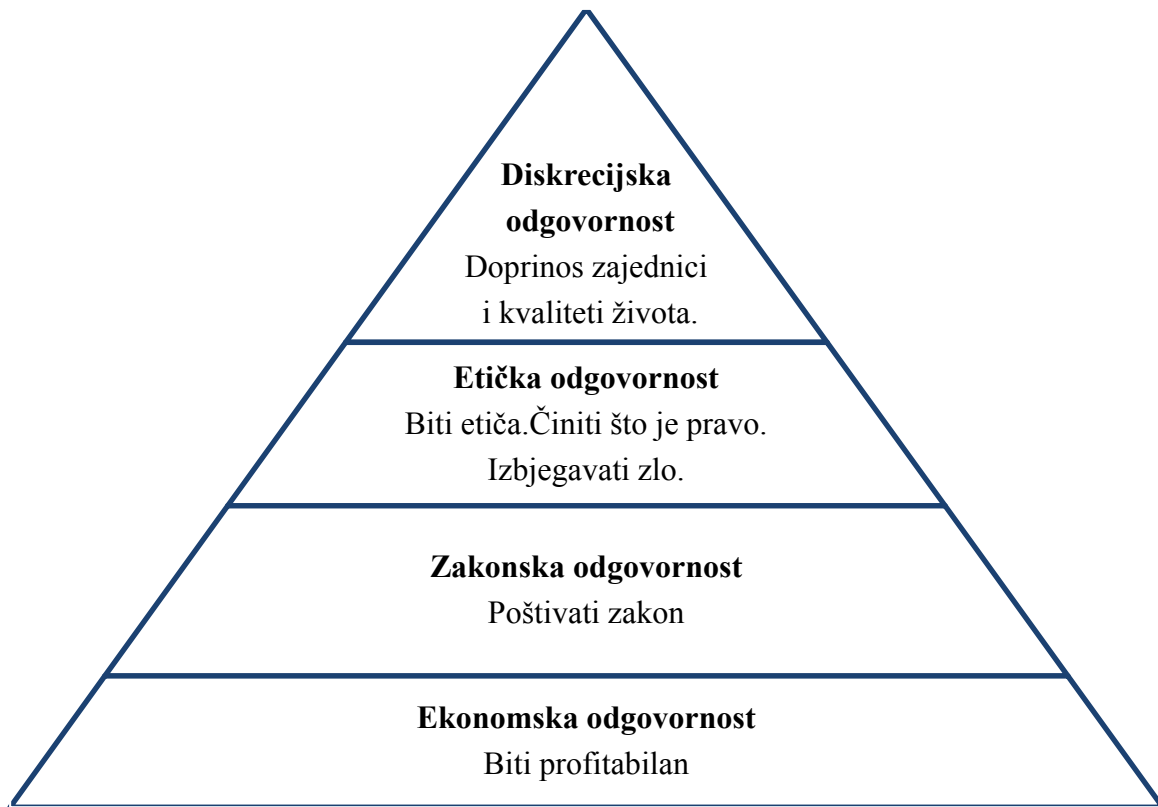 Diskrecijska
odgovornost
Doprinos zajednici
i kvaliteti života.
Etička odgovornost
Biti etiča.Činiti što je pravo.
Izbjegavati zlo.
Zakonska odgovornost
Poštivati zakon
Ekonomska odgovornost
Biti profitabilan